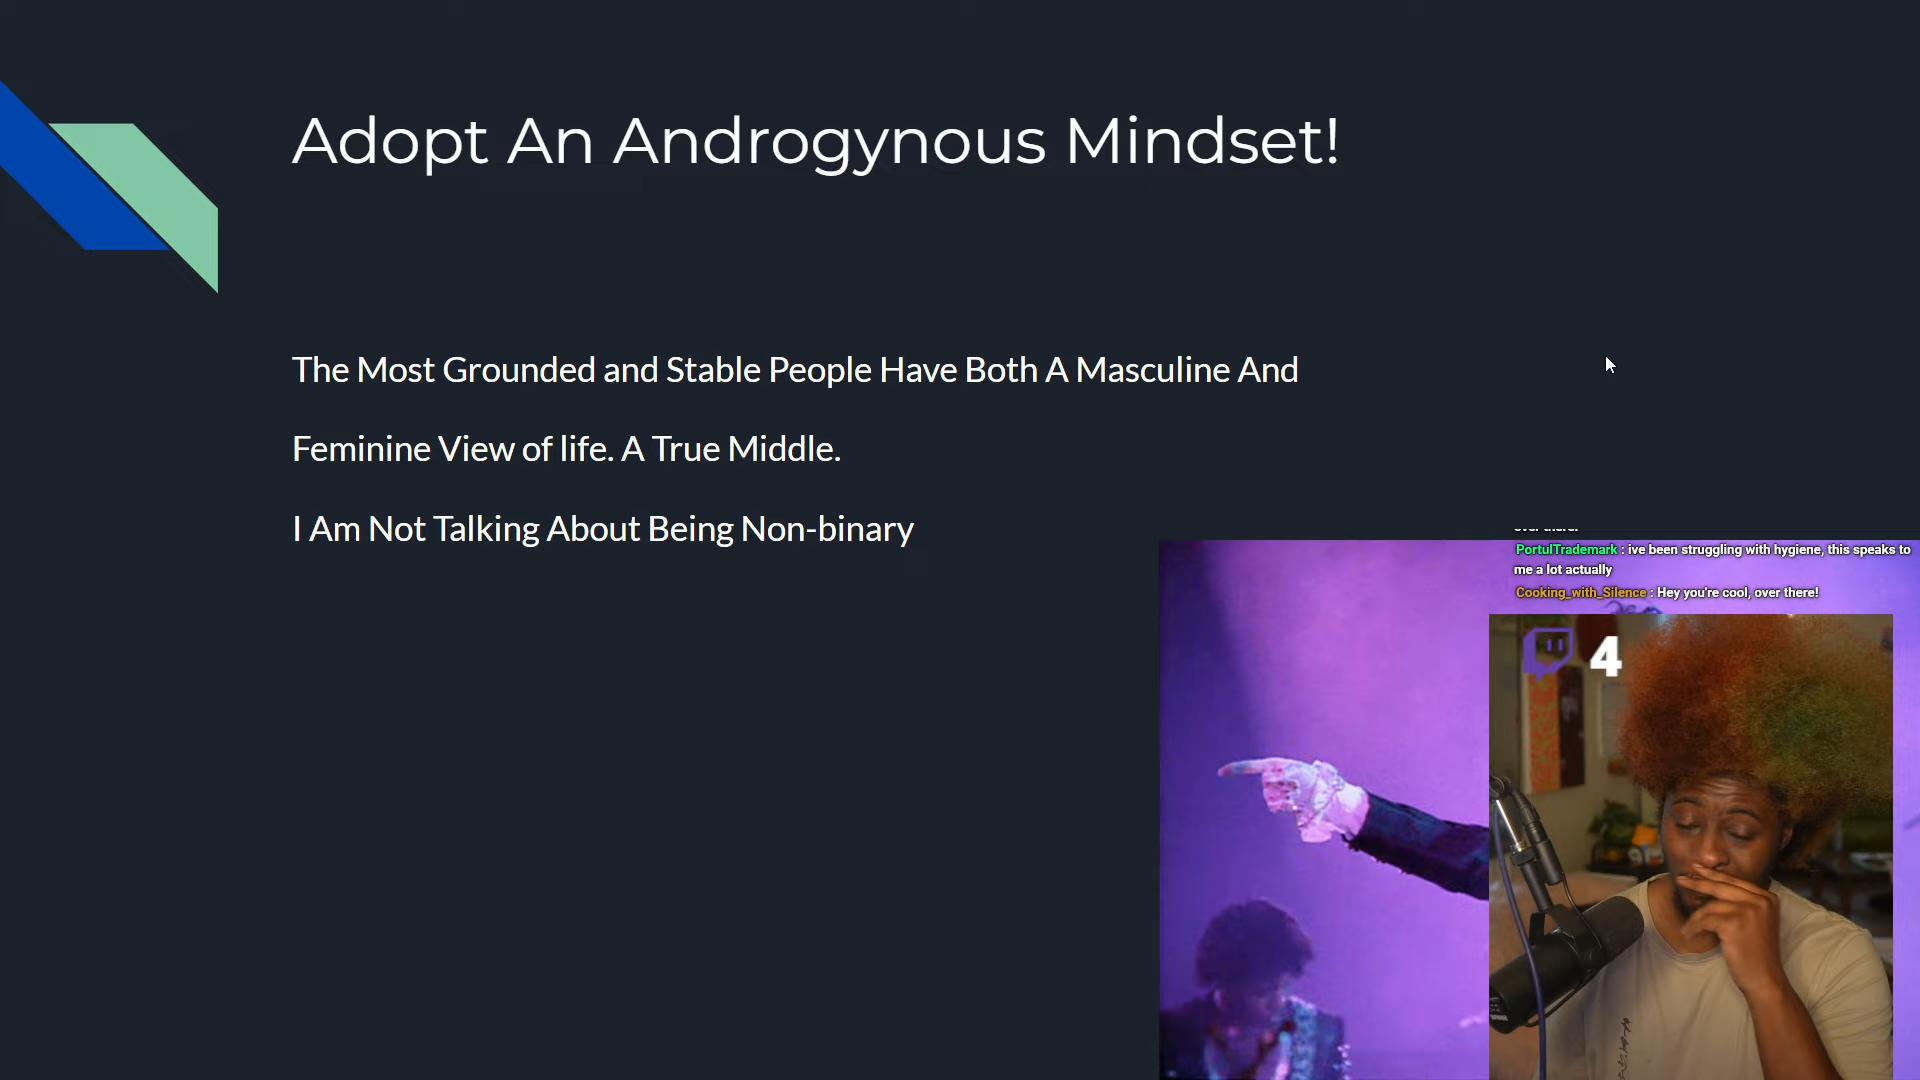 Adopt An Androgynous Mindset!
The Most Grounded and Stable People Have Both A Masculine And
Feminine View of life. A True Middle.
I Am Not Talking About Being Non-binary
over there!
PortulTrademark : ive been struggling with hygiene, this speaks to
me a lot actually
Cooking_with_Silence : Hey you're cool, over there!
4